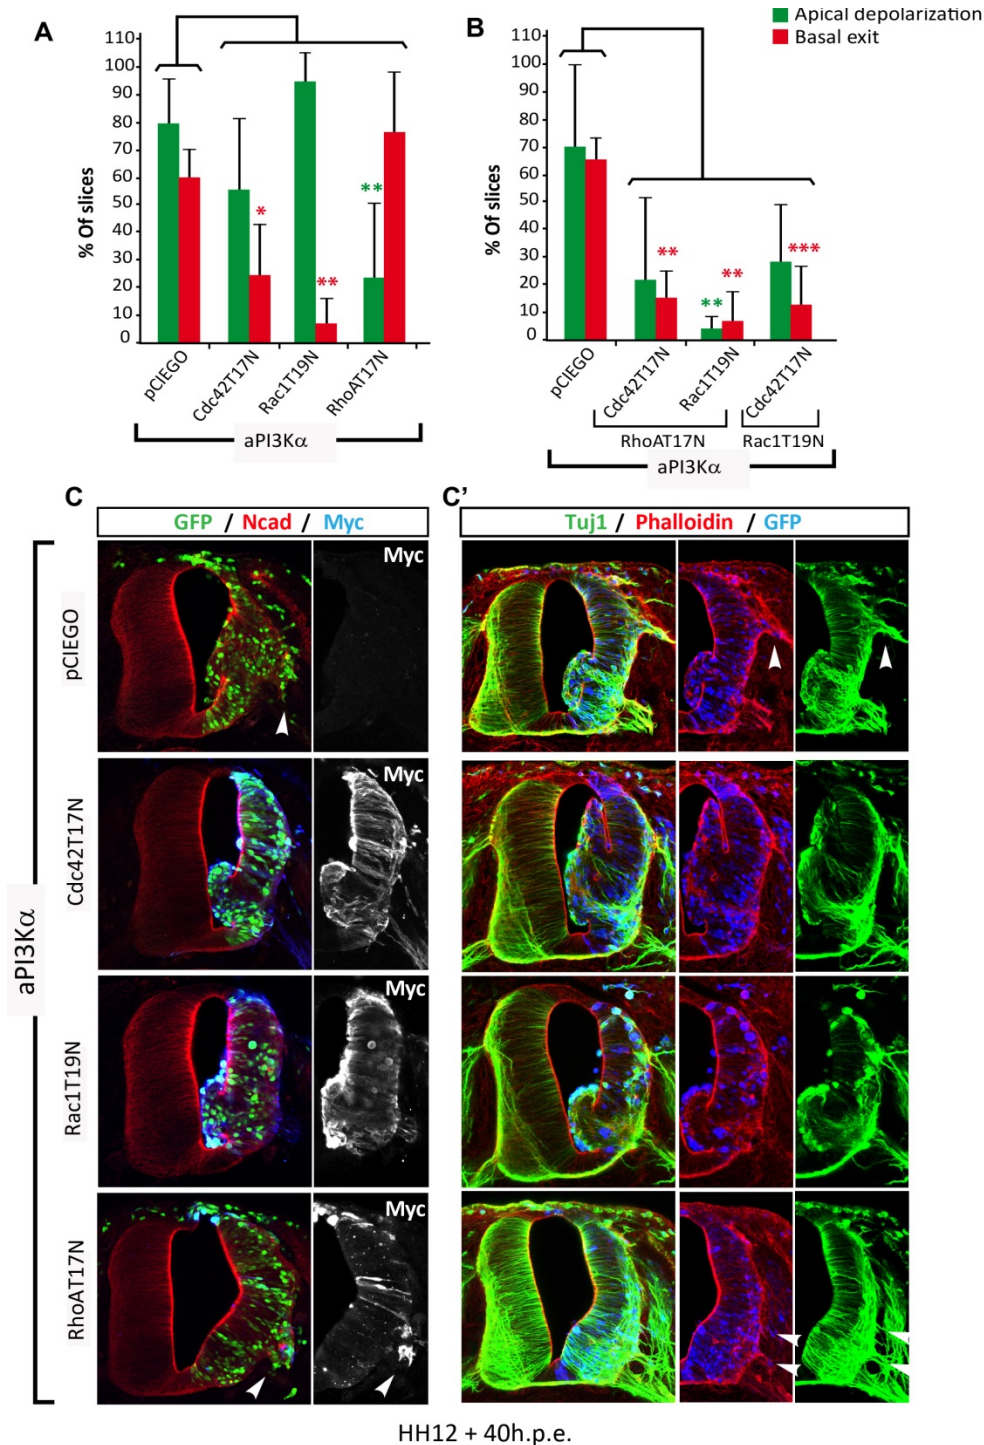 A
110
100
90
80
70
60
50
40
30
20
10
0
% Of slices
*
**
**
pCIEGO
Cdc42T17N
Rac1T19N
RhoAT17N
aPI3Kα
B
Apical depolarization
Basal exit
110
100
80
70
60
50
40
30
20
10
0
% Of slices
**
**
**
***
pCIEGO
Cdc42T17N
Rac1T19N
Cdc42T17N
RhoAT17N
Rac1T19N
aPI3Kα
C
GFP / Ncad / Myc
C'
Tuj1 / Phalloidin / GFP
aPI3Kα
pCIEGO
Myc
Cdc42T17N
Myc
Rac1T19N
Myc
RhoAT17N
Myc
HH12 + 40h.p.e.